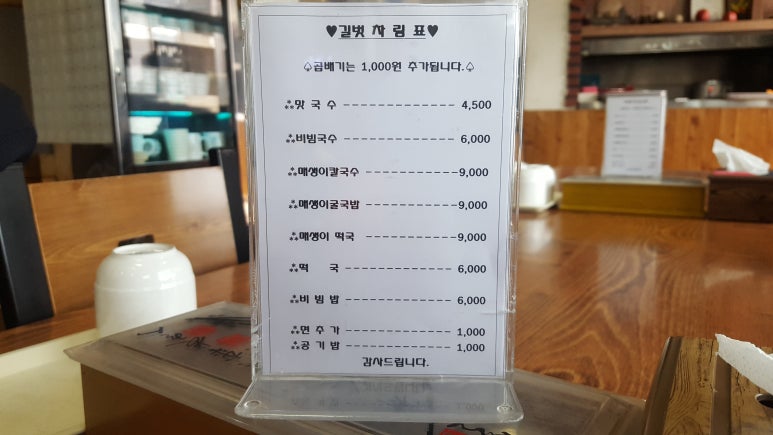 ♥길벗 차 림 표♥
♤곱배기는 1,000원 추가됩니다.♤
∴맛 국 수 --------------- 4,500
∴비빔국수 --------------- 6,000
∴매생이칼국수 --------------9,000
∴매생이굴국밥 --------------9,000
∴매생이 떡국 ---------------9,000
∴떡 국 --------------- 6,000
∴비 빔 밥 --------------- 6,000
∴면 추 가 --------------- 1,000
∴공 기 밥 --------------- 1,000
감사드립니다.